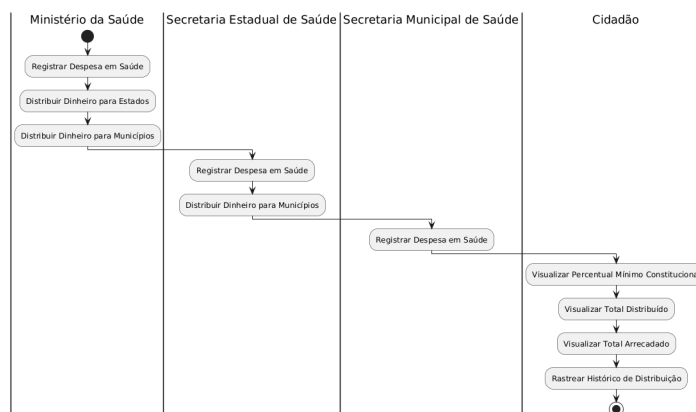 Ministério da Saúde
Secretaria Estadual de Saúde
Secretaria Municipal de Saúde
Cidadão
Registrar Despesa em Saúde
Distribuir Dinheiro para Estados
Distribuir Dinheiro para Municípios
Registrar Despesa em Saúde
Distribuir Dinheiro para Municípios
Registrar Despesa em Saúde
Visualizar Percentual Mínimo Constituciona
Visualizar Total Distribuído
Visualizar Total Arrecadado
Rastrear Histórico de Distribuição